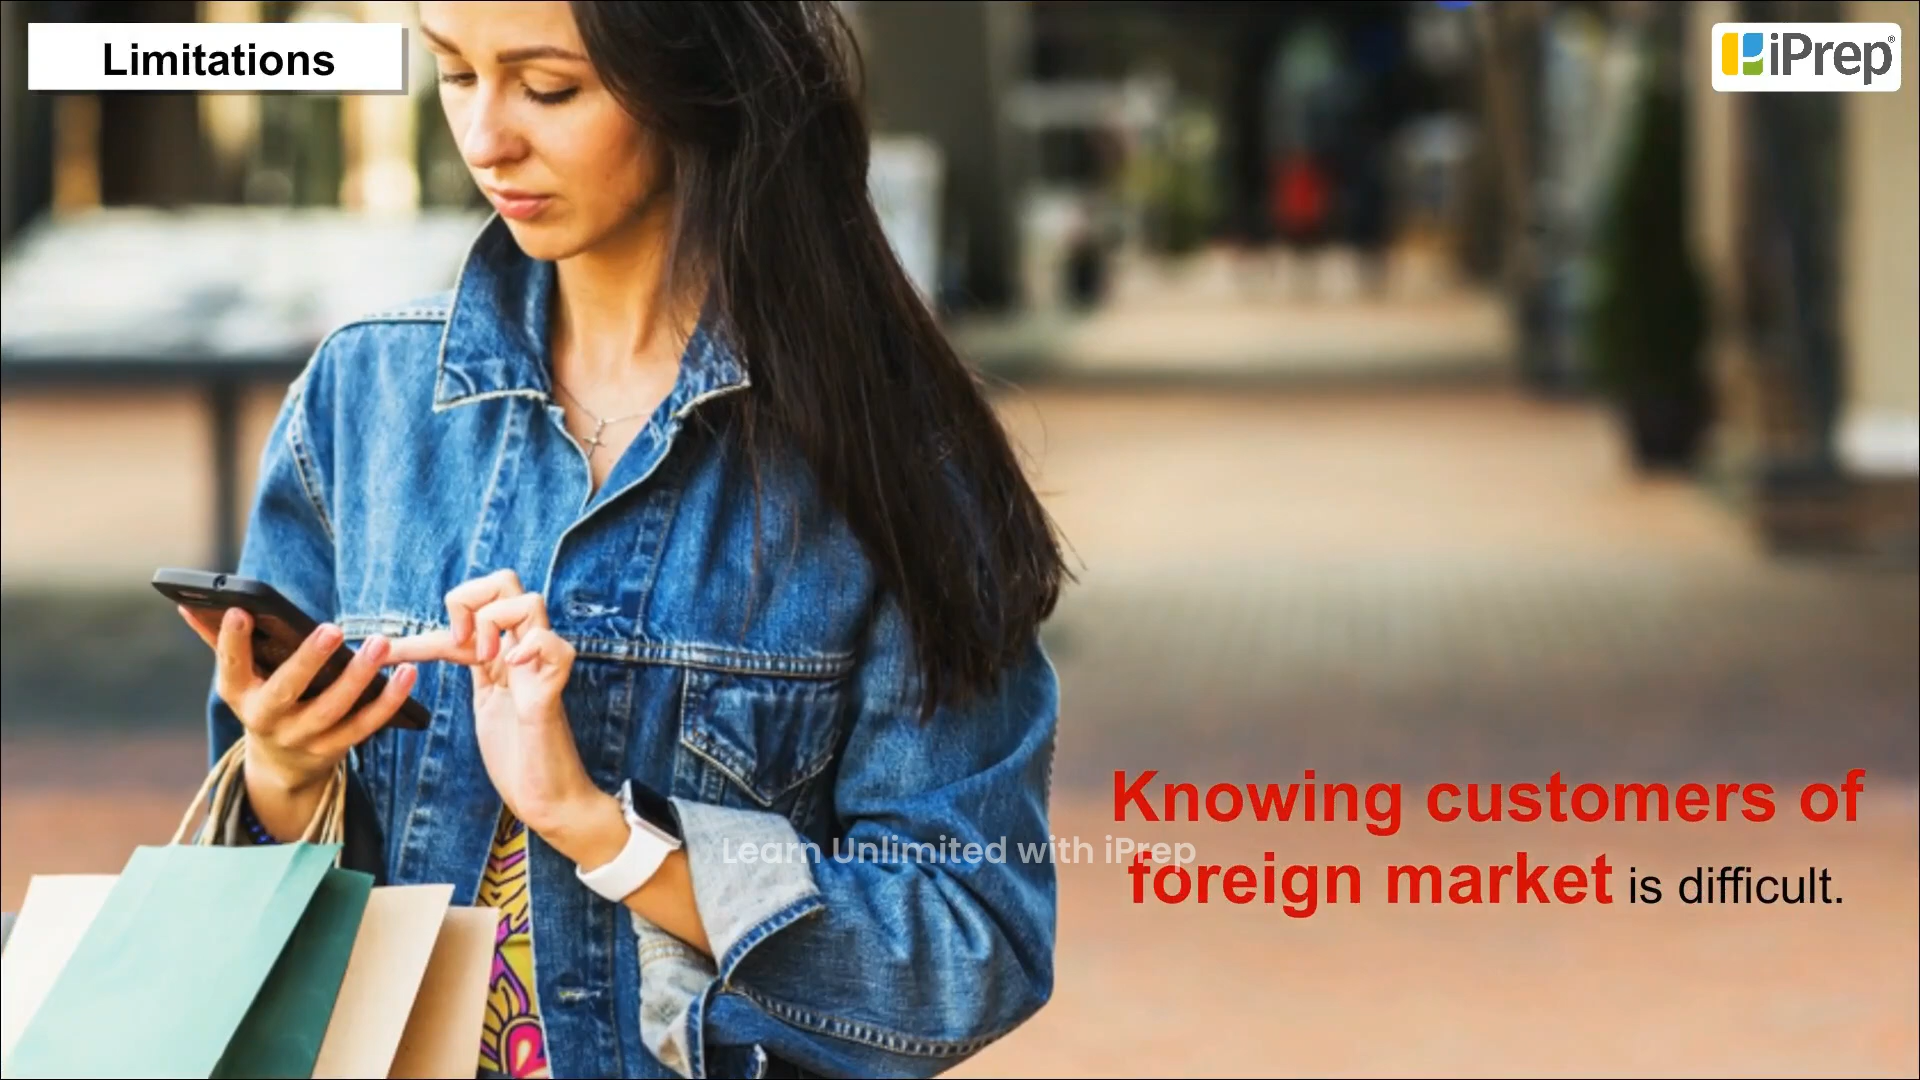 Limitations
iPrep®
Knowing customers of
Learn Unlimited with iPrep
foreign market is difficult.